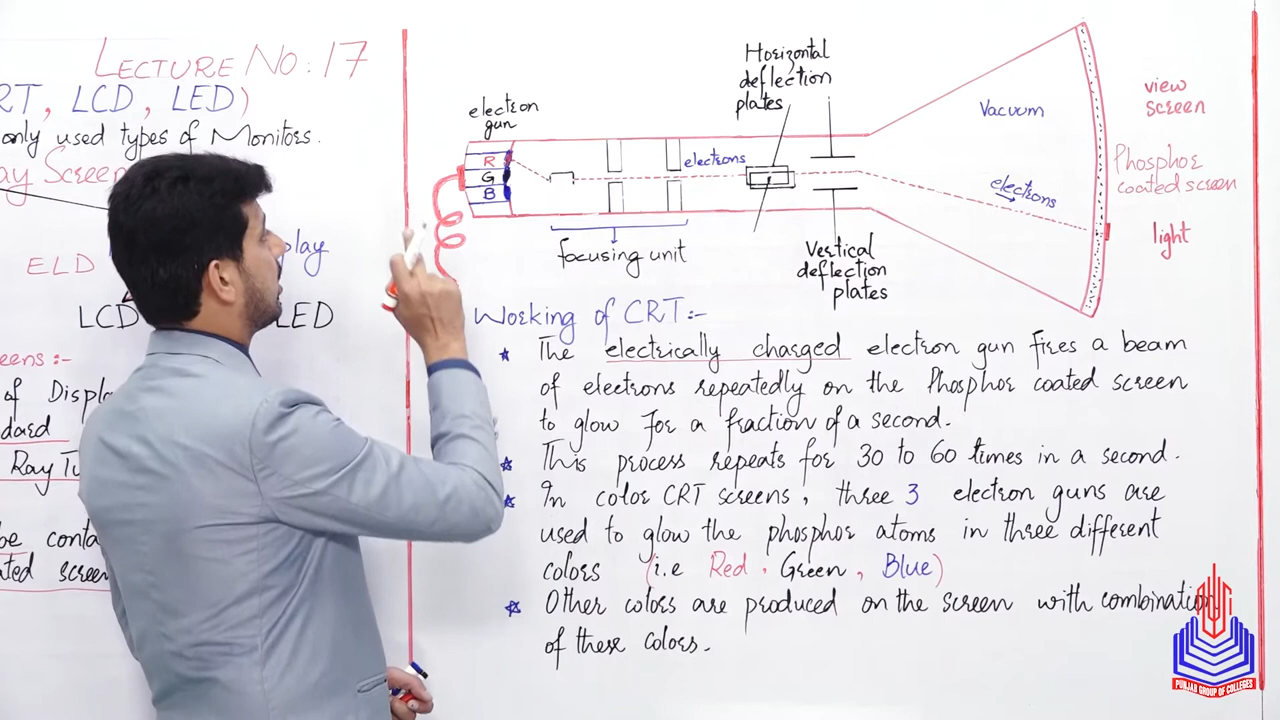 LECTURE No: 17
RT, LCD, LED)
only used types of Monitors.
ay Screen
ELD
play
LCD
LED
eens :-
of Displ
dard
Ray Tu
be conta
ated screen
electron
gun
R
G
B
focusing unit
electrons
Horizontal
deflection
plates
Vertical
deflection
plates
Vacuum
electrons
view
screen
Phosphor
coated screen
light
Working of CRT:-
The electrically charged electron gun fires a beam
of electrons repeatedly on the Phosphor coated screen
to glow for a fraction of a second.
This process repeats for 30 to 60 times in a second.
In color CRT screens, three 3 electron guns are
used to glow the phosphor atoms in three different
colors (i.e Red, Green, Blue)
Other colors are produced on the screen with combination
of these colors.
PUNJAB GROUP OF COLLEGES